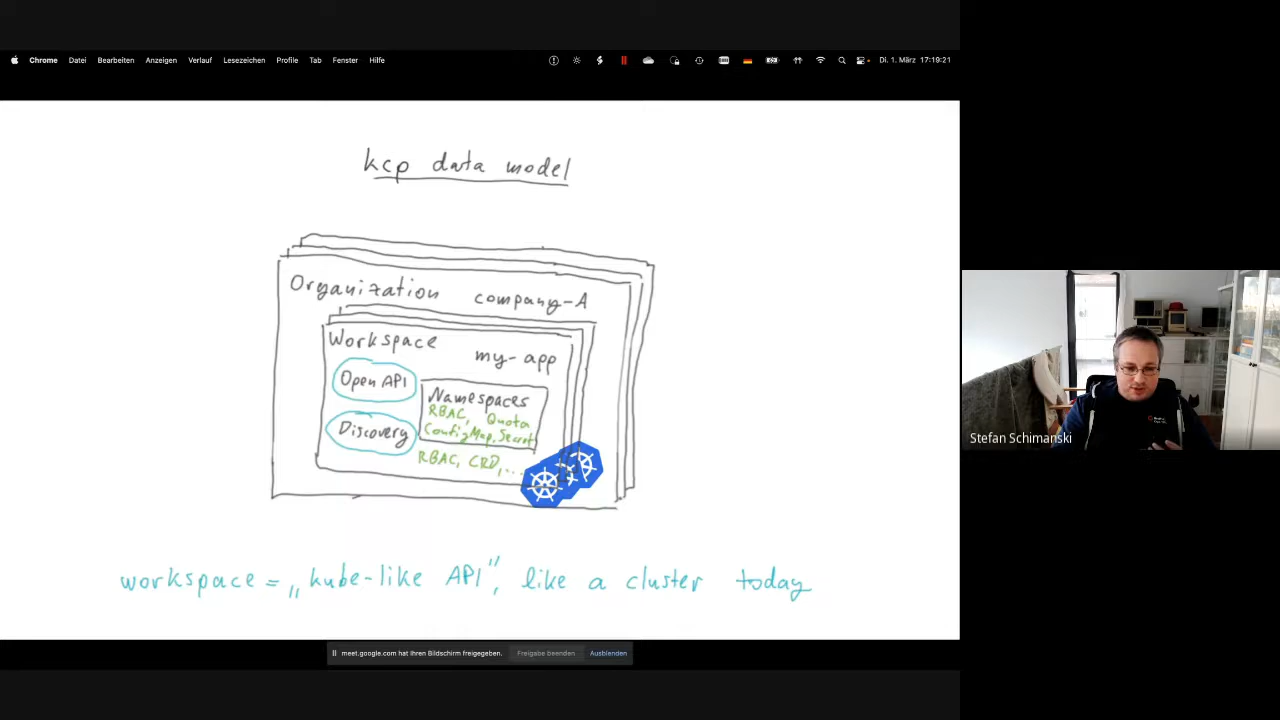 Chrome Datei Bearbeiten Anzeigen Verlauf Lesezeichen Profile Tab Fenster Hilfe Di. 1. März 17:19:21
kcp data model
Organization company-A
Workspace my-app
Open API
Namespaces
RBAC, Quota
ConfigMap, Secret
Discovery
RBAC, CRD, ...
workspace = „kube-like API", like a cluster today
Stefan Schimanski
meet.google.com hat Ihren Bildschirm freigegeben. Freigabe beenden Ausblenden